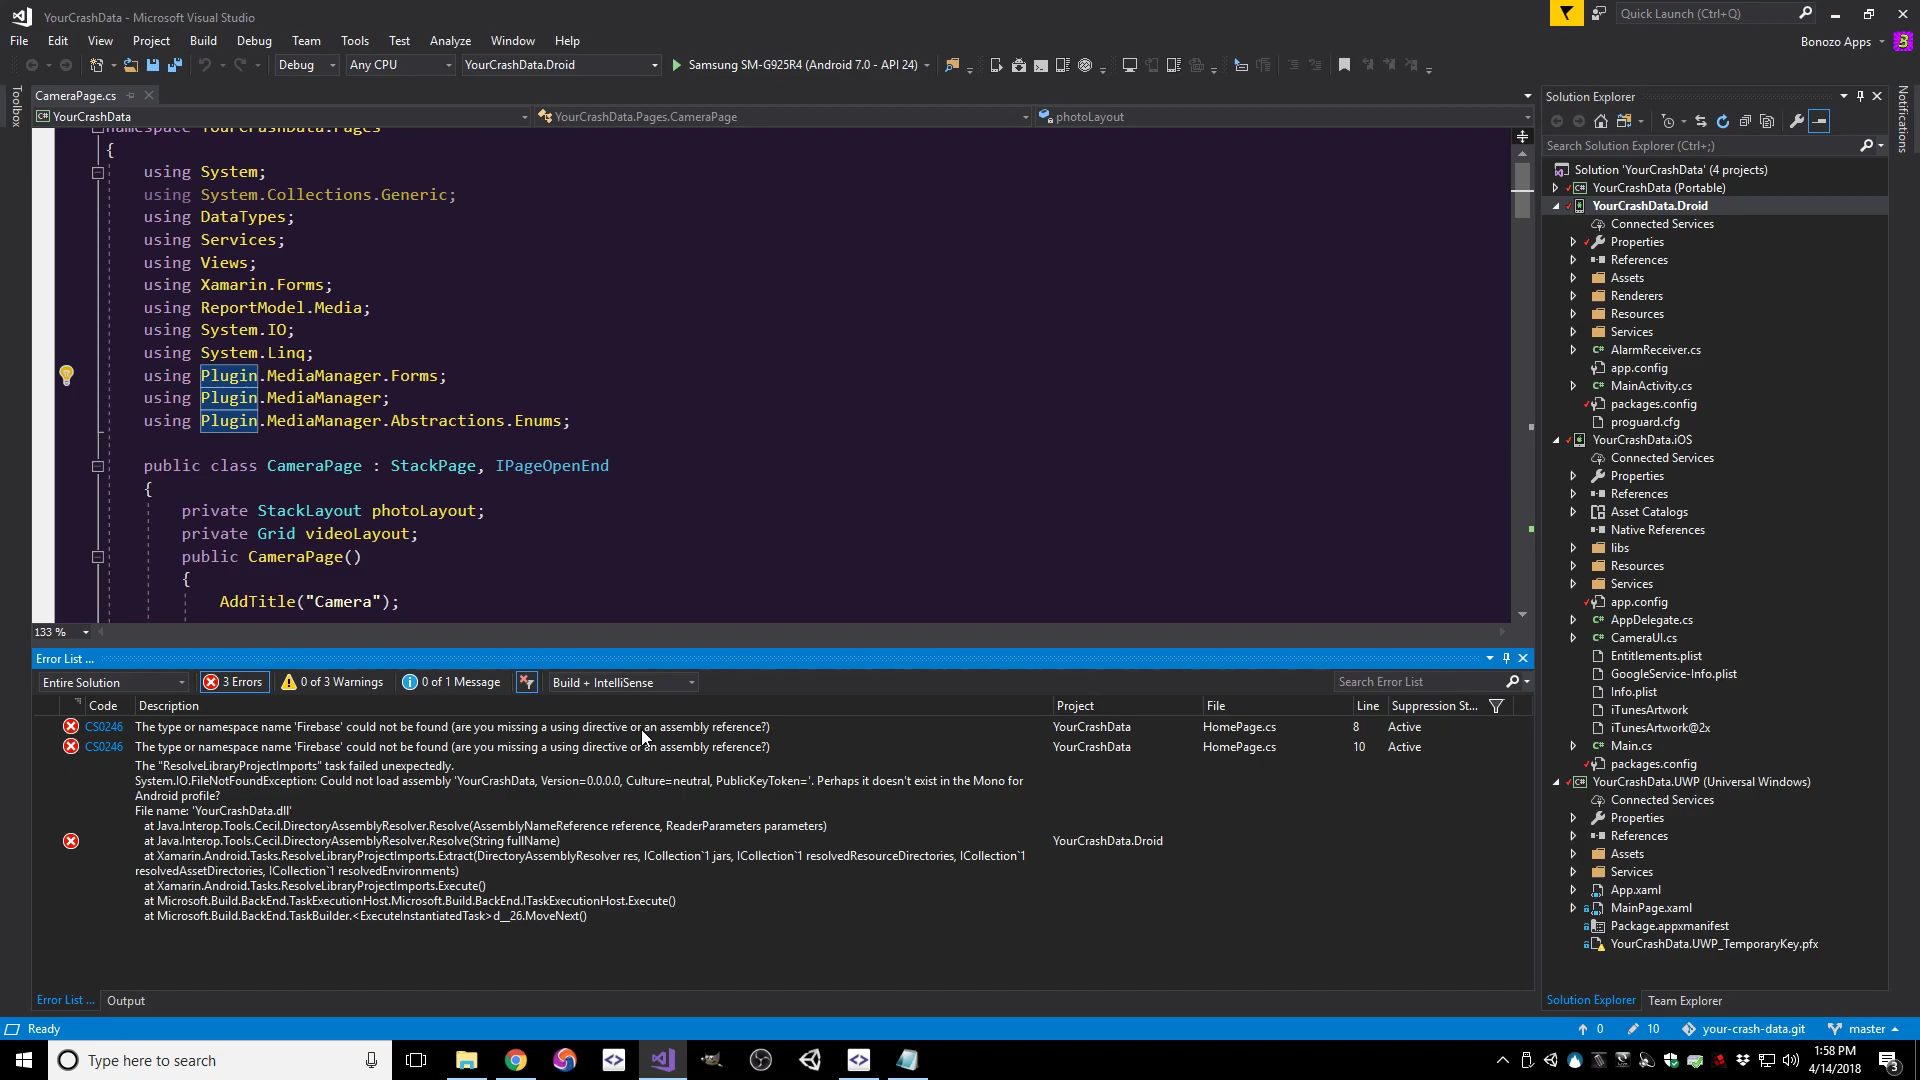 YourCrashData - Microsoft Visual Studio
Quick Launch (Ctrl+Q)
File Edit View Project Build Debug Team Tools Test Analyze Window Help
Bonozo Apps
Debug Any CPU YourCrashData.Droid Samsung SM-G925R4 (Android 7.0 - API 24)
Toolbox
CameraPage.cs
YourCrashData YourCrashData.Pages.CameraPage photoLayout
namespace YourCrashData.Pages
{
using System;
using System.Collections.Generic;
using DataTypes;
using Services;
using Views;
using Xamarin.Forms;
using ReportModel.Media;
using System.IO;
using System.Linq;
using Plugin.MediaManager.Forms;
using Plugin.MediaManager;
using Plugin.MediaManager.Abstractions.Enums;
public class CameraPage : StackPage, IPageOpenEnd
{
private StackLayout photoLayout;
private Grid videoLayout;
public CameraPage()
{
AddTitle("Camera");
133 %
Error List ...
Entire Solution 3 Errors 0 of 3 Warnings 0 of 1 Message Build + IntelliSense Search Error List
Code Description Project File Line Suppression St...
CS0246 The type or namespace name 'Firebase' could not be found (are you missing a using directive or an assembly reference?) YourCrashData HomePage.cs 8 Active
CS0246 The type or namespace name 'Firebase' could not be found (are you missing a using directive or an assembly reference?) YourCrashData HomePage.cs 10 Active
The "ResolveLibraryProjectImports" task failed unexpectedly.
System.IO.FileNotFoundException: Could not load assembly 'YourCrashData, Version=0.0.0.0, Culture=neutral, PublicKeyToken='. Perhaps it doesn't exist in the Mono for
Android profile?
File name: 'YourCrashData.dll'
at Java.Interop.Tools.Cecil.DirectoryAssemblyResolver.Resolve(AssemblyNameReference reference, ReaderParameters parameters)
at Java.Interop.Tools.Cecil.DirectoryAssemblyResolver.Resolve(String fullName) YourCrashData.Droid
at Xamarin.Android.Tasks.ResolveLibraryProjectImports.Extract(DirectoryAssemblyResolver res, ICollection`1 jars, ICollection`1 resolvedResourceDirectories, ICollection`1
resolvedAssetDirectories, ICollection`1 resolvedEnvironments)
at Xamarin.Android.Tasks.ResolveLibraryProjectImports.Execute()
at Microsoft.Build.BackEnd.TaskExecutionHost.Microsoft.Build.BackEnd.ITaskExecutionHost.Execute()
at Microsoft.Build.BackEnd.TaskBuilder.<ExecuteInstantiatedTask>d__26.MoveNext()
Error List ... Output
Solution Explorer
Notifications
Search Solution Explorer (Ctrl+;)
Solution 'YourCrashData' (4 projects)
YourCrashData (Portable)
YourCrashData.Droid
Connected Services
Properties
References
Assets
Renderers
Resources
Services
C# AlarmReceiver.cs
app.config
C# MainActivity.cs
packages.config
proguard.cfg
YourCrashData.iOS
Connected Services
Properties
References
Asset Catalogs
Native References
libs
Resources
Services
app.config
C# AppDelegate.cs
C# CameraUI.cs
Entitlements.plist
GoogleService-Info.plist
Info.plist
iTunesArtwork
iTunesArtwork@2x
C# Main.cs
packages.config
YourCrashData.UWP (Universal Windows)
Connected Services
Properties
References
Assets
Services
App.xaml
MainPage.xaml
Package.appxmanifest
YourCrashData.UWP_TemporaryKey.pfx
Solution Explorer Team Explorer
Ready 0 10 your-crash-data.git master
Type here to search
1:58 PM
4/14/2018
3